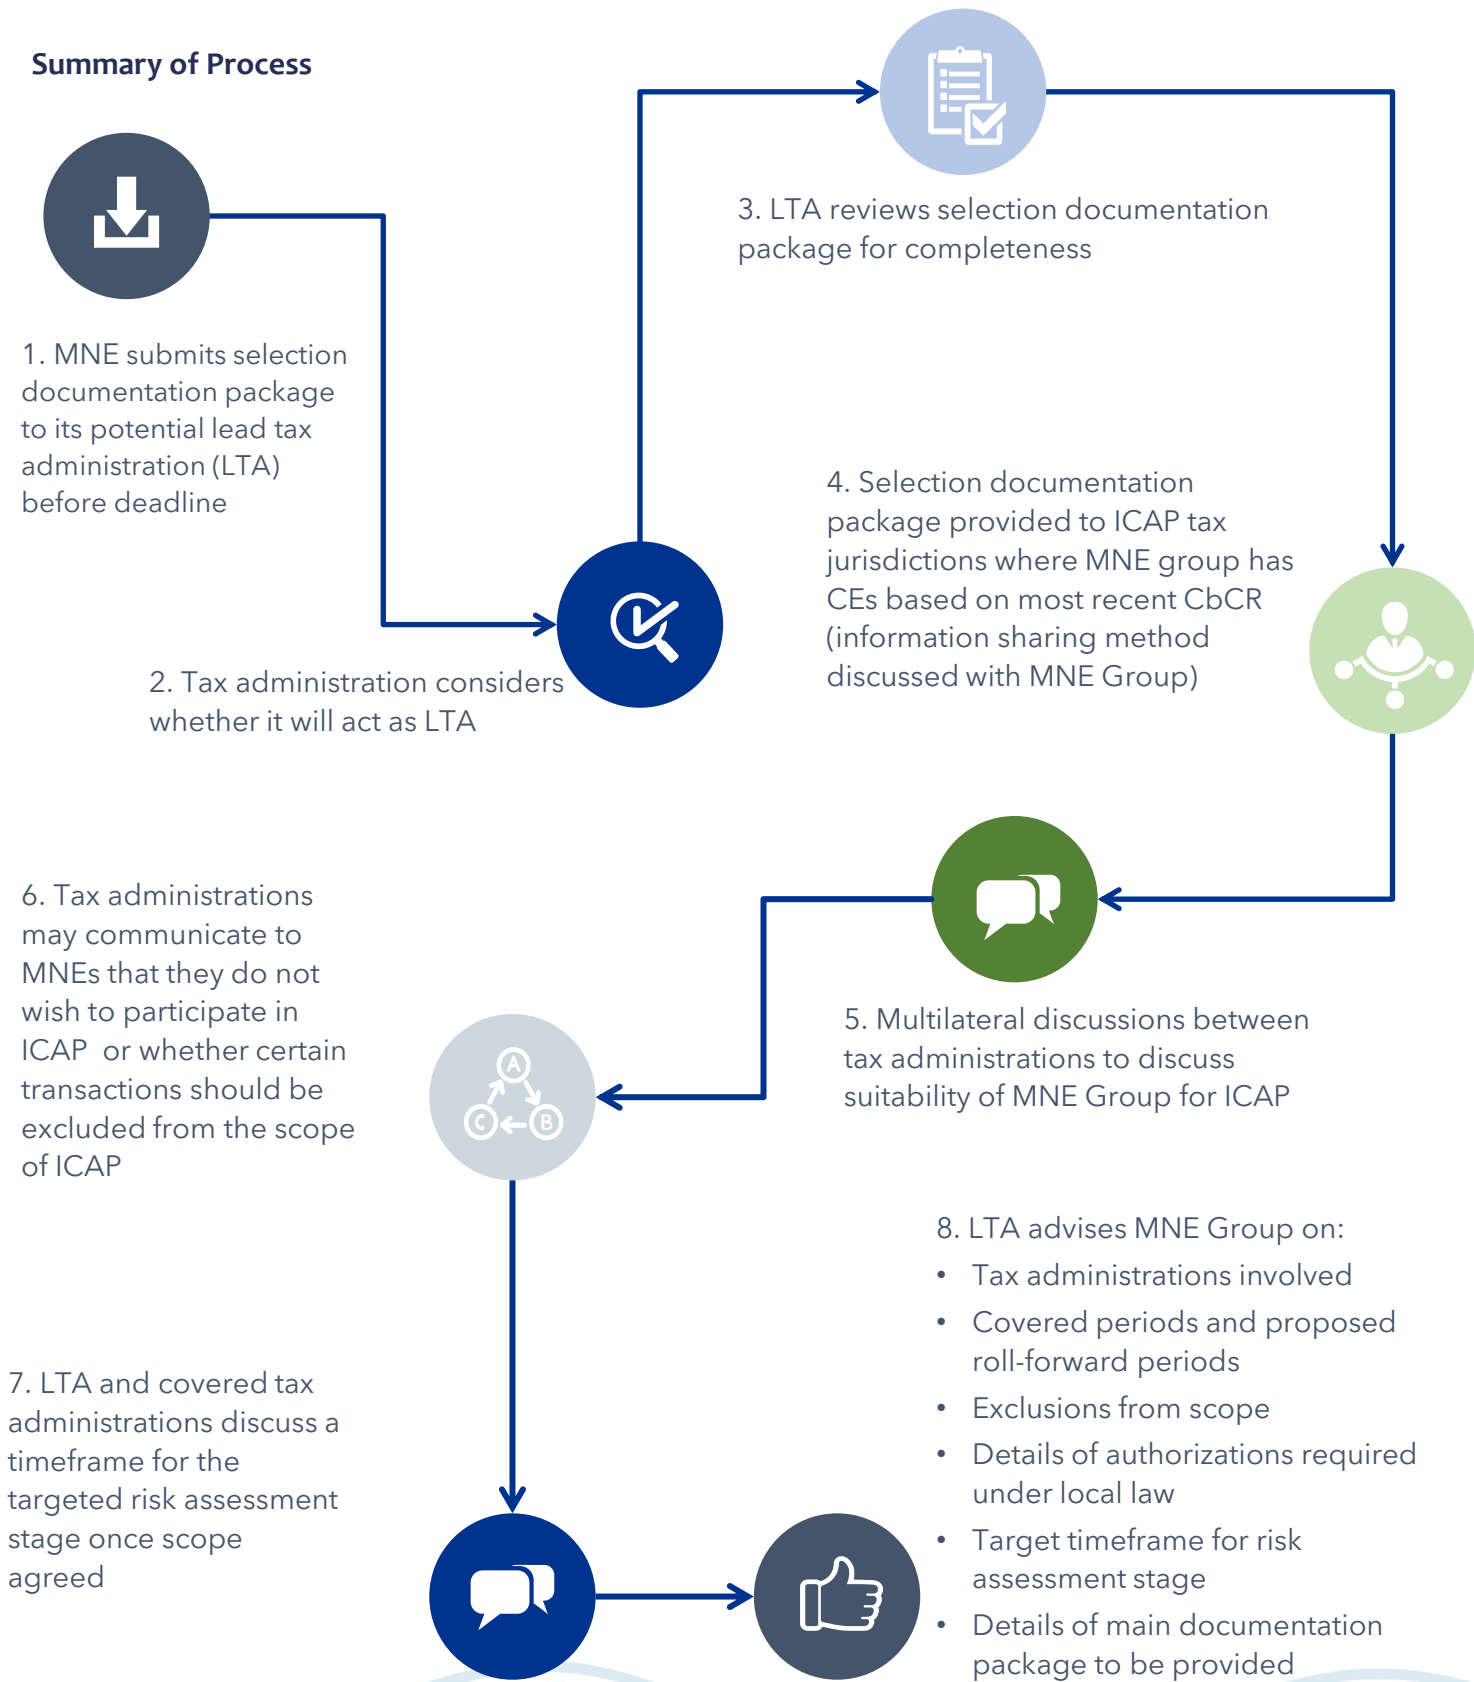 Summary of Process
1. MNE submits selection
documentation package
to its potential lead tax
administration (LTA)
before deadline
2. Tax administration considers
whether it will act as LTA
3. LTA reviews selection documentation
package for completeness
4. Selection documentation
package provided to ICAP tax
jurisdictions where MNE group has
CEs based on most recent CbCR
(information sharing method
discussed with MNE Group)
5. Multilateral discussions between
tax administrations to discuss
suitability of MNE Group for ICAP
6. Tax administrations
may communicate to
MNEs that they do not
wish to participate in
ICAP  or whether certain
transactions should be
excluded from the scope
of ICAP
A
C
B
7. LTA and covered tax
administrations discuss a
timeframe for the
targeted risk assessment
stage once scope
agreed
8. LTA advises MNE Group on:
• Tax administrations involved
• Covered periods and proposed
roll-forward periods
• Exclusions from scope
• Details of authorizations required
under local law
• Target timeframe for risk
assessment stage
• Details of main documentation
package to be provided